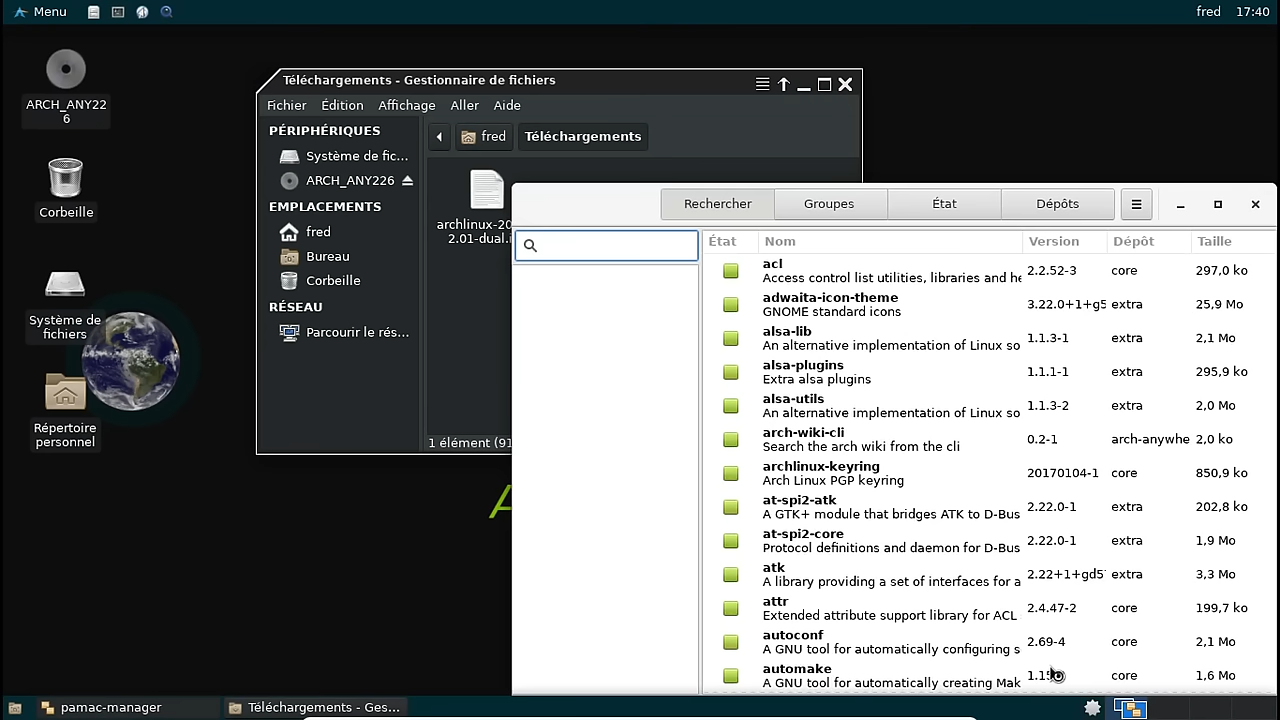 Menu
fred 17:40
ARCH_ANY22
6
Corbeille
Système de
fichiers
Répertoire
personnel
Téléchargements - Gestionnaire de fichiers
Fichier Édition Affichage Aller Aide
PÉRIPHÉRIQUES
Système de fic...
ARCH_ANY226
EMPLACEMENTS
fred
Bureau
Corbeille
RÉSEAU
Parcourir le rés...
fred Téléchargements
archlinux-20
2.01-dual.i
1 élément (91
Rechercher Groupes État Dépôts
État Nom Version Dépôt Taille
acl
Access control list utilities, libraries and he
2.2.52-3 core 297,0 ko
adwaita-icon-theme
GNOME standard icons
3.22.0+1+g5 extra 25,9 Mo
alsa-lib
An alternative implementation of Linux so
1.1.3-1 extra 2,1 Mo
alsa-plugins
Extra alsa plugins
1.1.1-1 extra 295,9 ko
alsa-utils
An alternative implementation of Linux so
1.1.3-2 extra 2,0 Mo
arch-wiki-cli
Search the arch wiki from the cli
0.2-1 arch-anywhe 2,0 ko
archlinux-keyring
Arch Linux PGP keyring
20170104-1 core 850,9 ko
at-spi2-atk
A GTK+ module that bridges ATK to D-Bus
2.22.0-1 extra 202,8 ko
at-spi2-core
Protocol definitions and daemon for D-Bus
2.22.0-1 extra 1,9 Mo
atk
A library providing a set of interfaces for a
2.22+1+gd5 extra 3,3 Mo
attr
Extended attribute support library for ACL
2.4.47-2 core 199,7 ko
autoconf
A GNU tool for automatically configuring s
2.69-4 core 2,1 Mo
automake
A GNU tool for automatically creating Mak
core 1,6 Mo
A
pamac-manager Téléchargements - Ges...